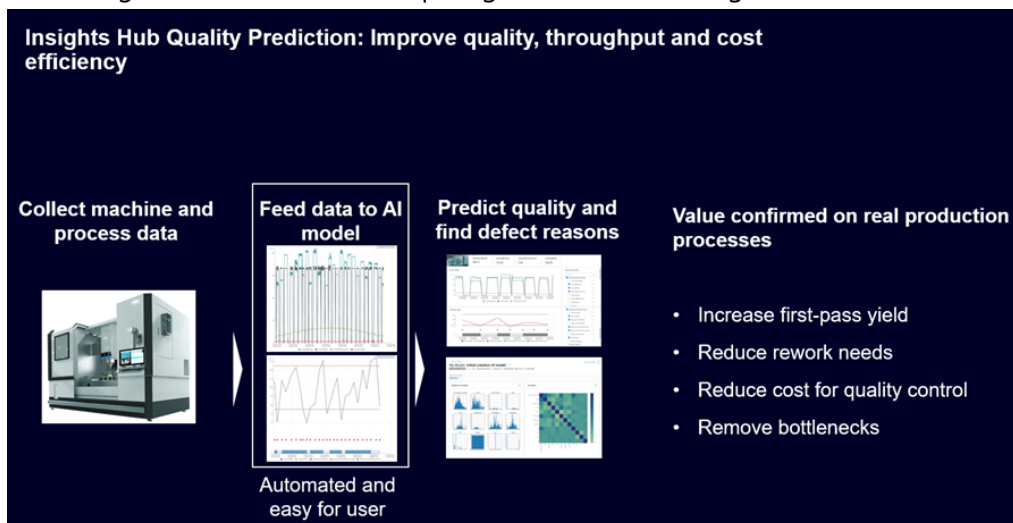 Insights Hub Quality Prediction: Improve quality, throughput and cost
efficiency
Collect machine and
process data
Feed data to AI
model
Automated and
easy for user
Predict quality and
find defect reasons
Value confirmed on real production
processes
• Increase first-pass yield
• Reduce rework needs
• Reduce cost for quality control
• Remove bottlenecks